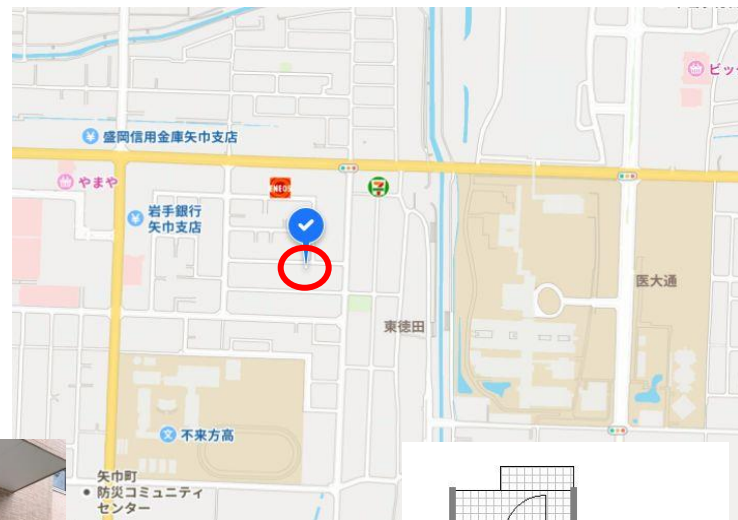 ビッ
盛岡信用金庫矢巾支店
やまや
ENEOS
岩手銀行
矢巾支店
医大通
東徳田
不来方高
矢巾町
防災コミュニティ
センター